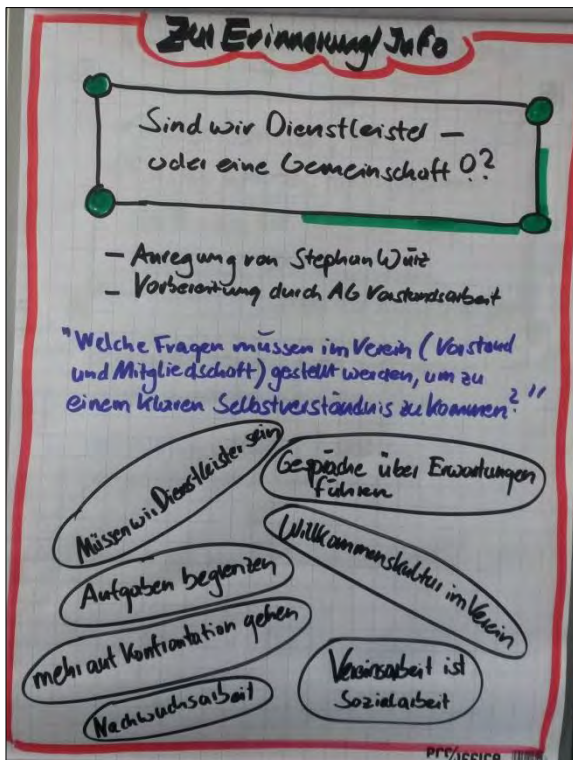 Zur Erinnerung/Info
Sind wir Dienstleister –
oder eine Gemeinschaft ??
– Anregung von Stephan Würz
– Vorbereitung durch AG Vorstandsarbeit
"Welche Fragen müssen im Verein (Vorstand
und Mitgliedschaft) gestellt werden, um zu
einem klaren Selbstverständnis zu kommen?"
Müssen wir Dienstleister sein
Gespräche über Erwartungen
führen
Willkommenskultur im Verein
Aufgaben begrenzen
mehr auf Konfrontation gehen
Vereinsarbeit ist
Sozialarbeit
Nachwuchsarbeit